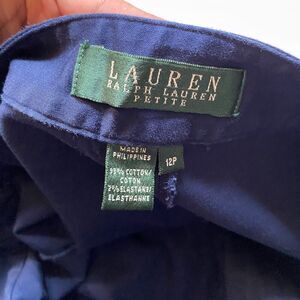 LAUREN
RALPH LAUREN
PETITE
MADE IN
PHILIPPINES
12P
98% COTTON/
COTON
2% ELASTANE/
ELASTHANNE